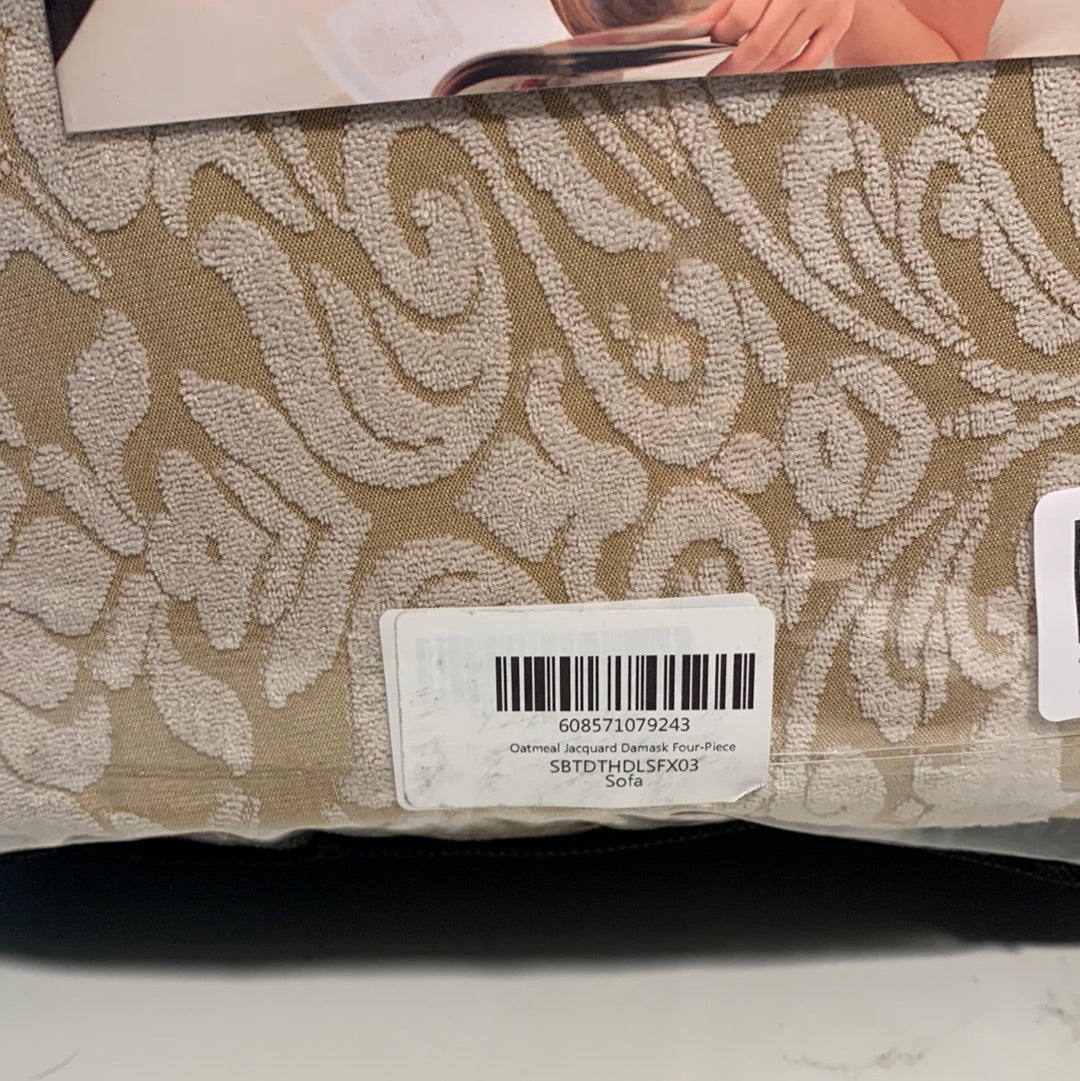 608571079243
Oatmeal Jacquard Damask Four-Piece
SBTDTHDLSFX03
Sofa